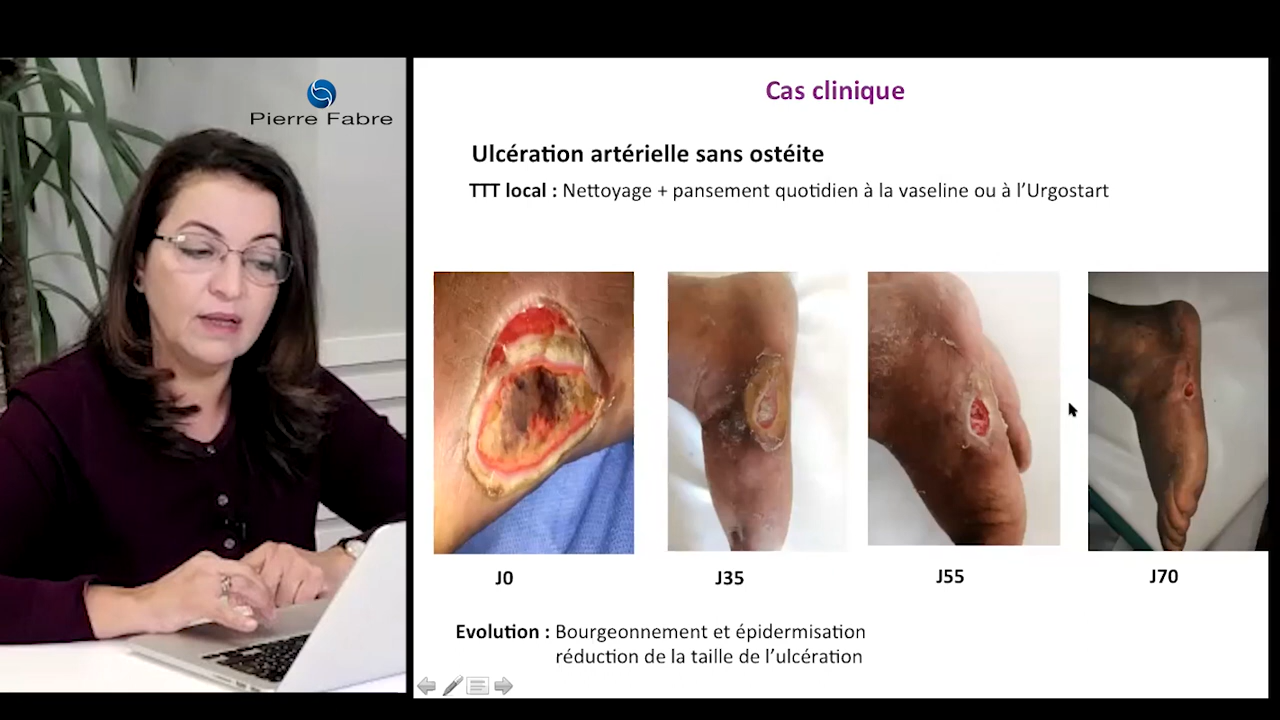 Pierre Fabre
Cas clinique
Ulcération artérielle sans ostéite
TTT local : Nettoyage + pansement quotidien à la vaseline ou à l'Urgostart
J0
J35
J55
J70
Evolution : Bourgeonnement et épidermisation
réduction de la taille de l'ulcération